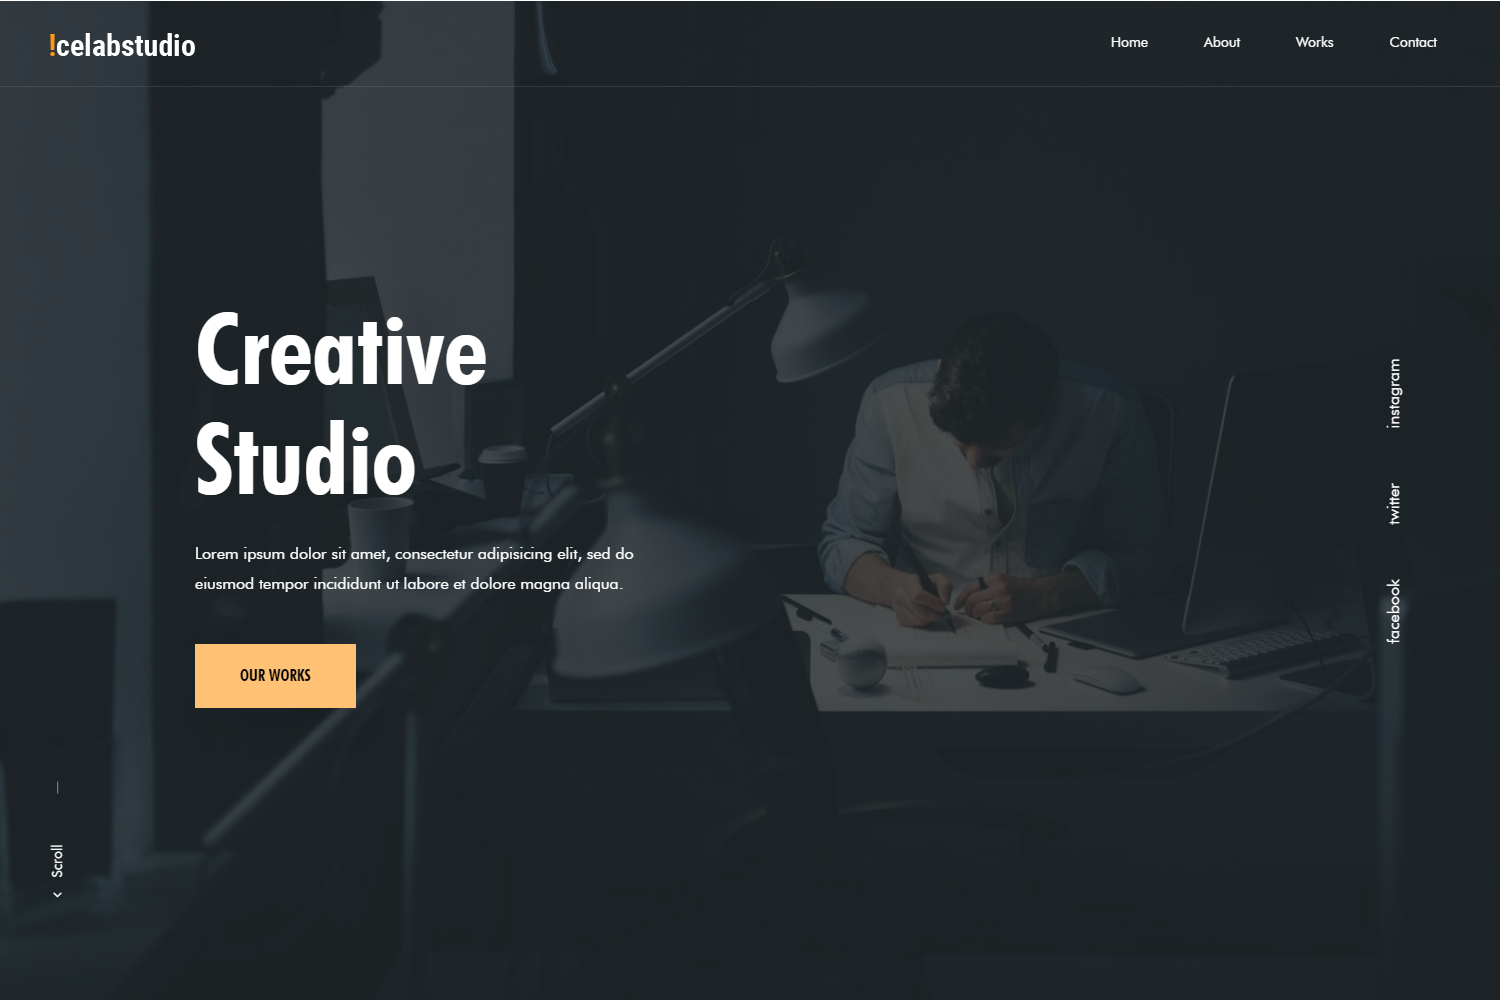 !celabstudio
Home
About
Works
Contact
Creative
Studio
Lorem ipsum dolor sit amet, consectetur adipisicing elit, sed do
eiusmod tempor incididunt ut labore et dolore magna aliqua.
OUR WORKS
instagram
twitter
facebook
Scroll